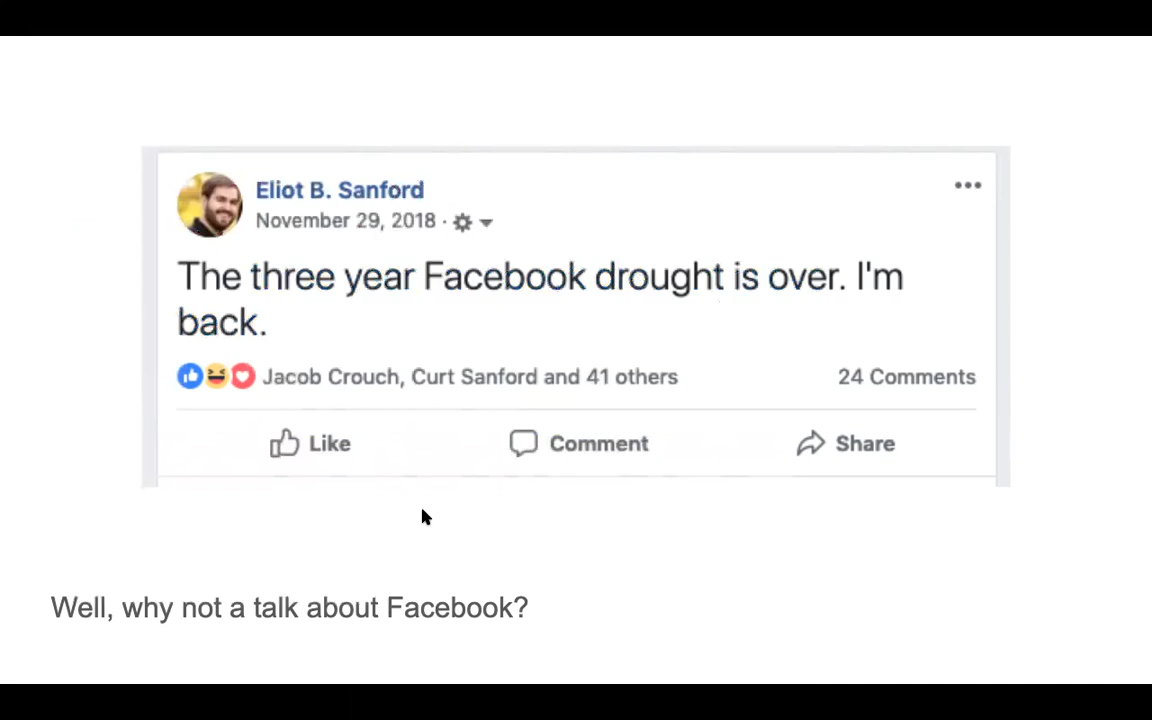 Eliot B. Sanford
November 29, 2018 ·
The three year Facebook drought is over. I'm
back.
Jacob Crouch, Curt Sanford and 41 others 24 Comments
Like Comment Share
Well, why not a talk about Facebook?